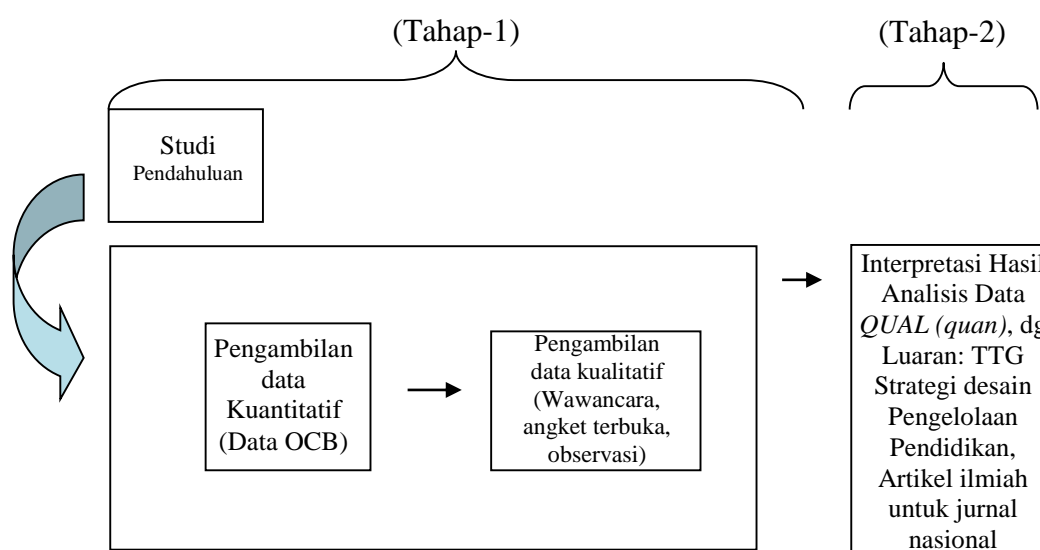 (Tahap-1)
(Tahap-2)
Studi
Pendahuluan
Pengambilan
data
Kuantitatif
(Data OCB)
Pengambilan
data kualitatif
(Wawancara,
angket terbuka,
observasi)
Interpretasi Hasil
Analisis Data
QUAL (quan), dg
Luaran: TTG
Strategi desain
Pengelolaan
Pendidikan,
Artikel ilmiah
untuk jurnal
nasional